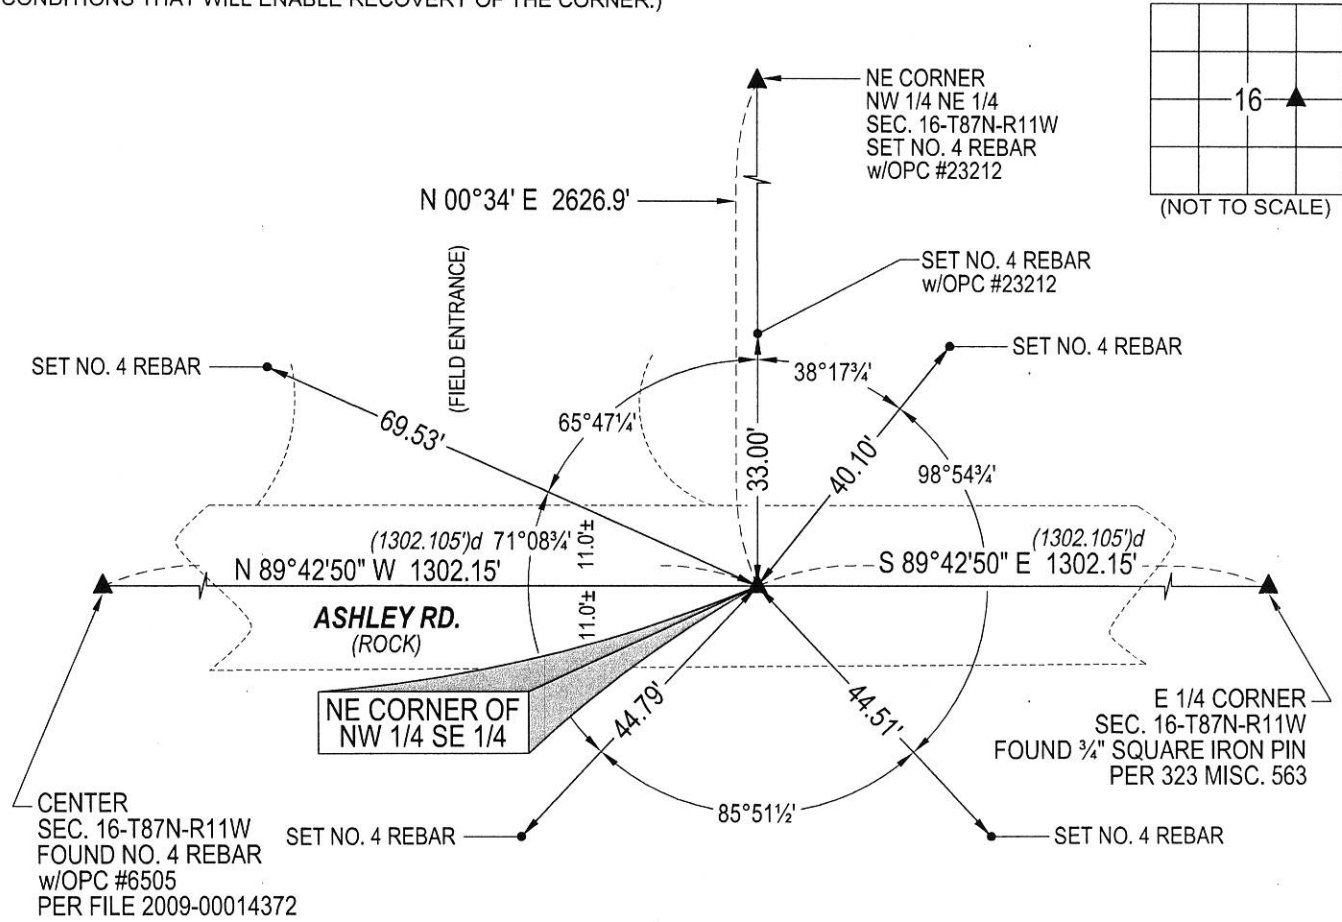 CONDITIONS THAT WILL ENABLE RECOVERY OF THE CORNER.)
NE CORNER
NW 1/4 NE 1/4
SEC. 16-T87N-R11W
SET NO. 4 REBAR
w/OPC #23212
16
(NOT TO SCALE)
N 00°34' E 2626.9'
(FIELD ENTRANCE)
SET NO. 4 REBAR
w/OPC #23212
SET NO. 4 REBAR
SET NO. 4 REBAR
38°17¾'
65°47¼'
69.53'
33.00'
40.10'
98°54¾'
(1302.105')d 71°08¾'
11.0'±
(1302.105')d
N 89°42'50" W 1302.15'
S 89°42'50" E 1302.15'
ASHLEY RD.
(ROCK)
11.0'±
NE CORNER OF
NW 1/4 SE 1/4
44.79'
44.51'
E 1/4 CORNER
SEC. 16-T87N-R11W
FOUND ¾" SQUARE IRON PIN
PER 323 MISC. 563
85°51½'
CENTER
SEC. 16-T87N-R11W
FOUND NO. 4 REBAR
w/OPC #6505
PER FILE 2009-00014372
SET NO. 4 REBAR
SET NO. 4 REBAR